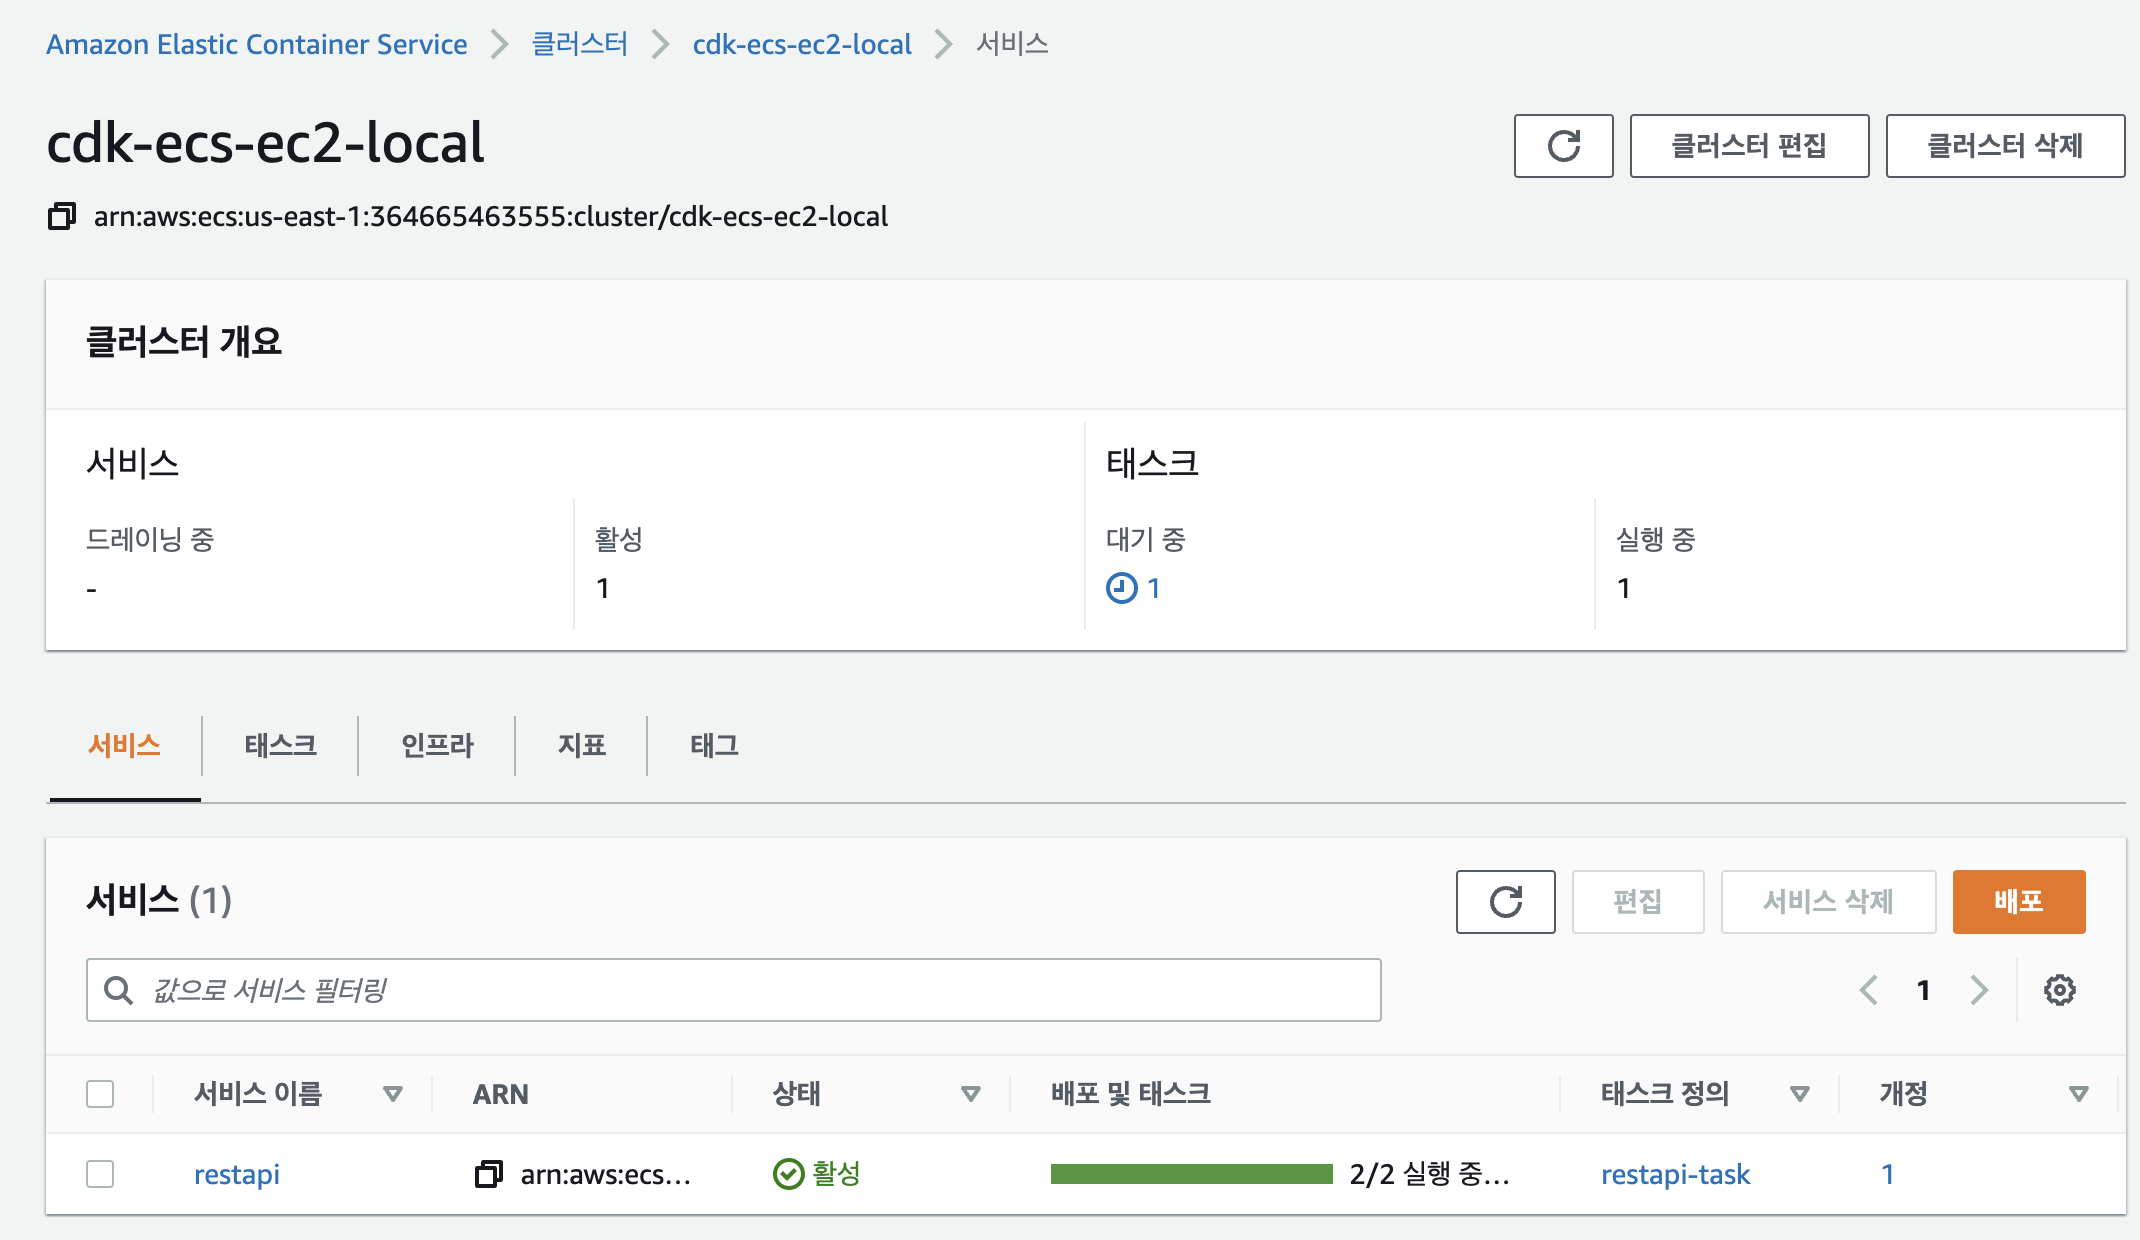 Amazon Elastic Container Service > 클러스터 > cdk-ecs-ec2-local > 서비스
cdk-ecs-ec2-local
클러스터 편집
클러스터 삭제
arn:aws:ecs:us-east-1:364665463555:cluster/cdk-ecs-ec2-local
클러스터 개요
서비스
드레이닝 중
-
활성
1
태스크
대기 중
1
실행 중
1
서비스 태스크 인프라 지표 태그
서비스 (1)
편집
서비스 삭제
배포
값으로 서비스 필터링
1
서비스 이름 ARN 상태 배포 및 태스크 태스크 정의 개정
restapi arn:aws:ecs... 활성 2/2 실행 중... restapi-task 1